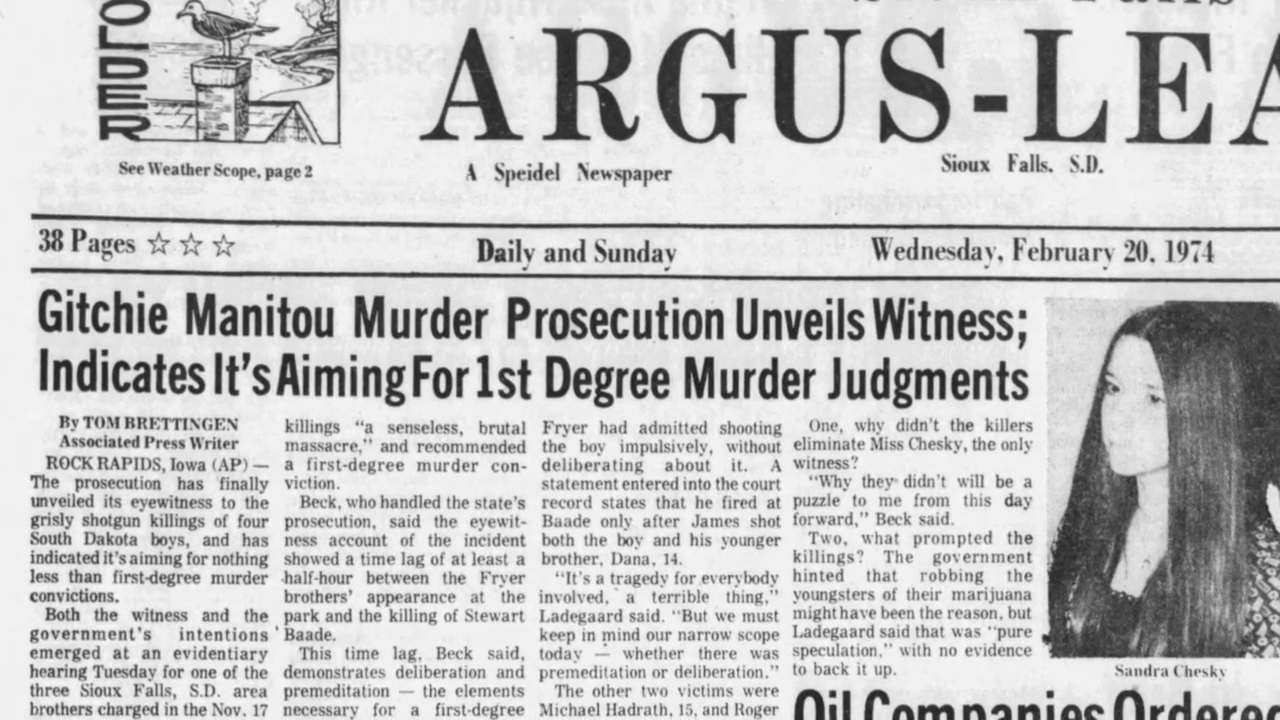 OLDER
See Weather Scope, page 2
ARGUS-LEA
A Speidel Newspaper
Sioux Falls, S.D.
38 Pages ☆ ☆ ☆
Daily and Sunday
Wednesday, February 20, 1974
Gitchie Manitou Murder Prosecution Unveils Witness;
Indicates It's Aiming For 1st Degree Murder Judgments
By TOM BRETTINGEN
Associated Press Writer
ROCK RAPIDS, Iowa (AP) —
The prosecution has finally
unveiled its eyewitness to the
grisly shotgun killings of four
South Dakota boys, and has
indicated it's aiming for nothing
less than first-degree murder
convictions.
Both the witness and the
government's intentions
emerged at an evidentiary
hearing Tuesday for one of the
three Sioux Falls, S.D. area
brothers charged in the Nov. 17
killings "a senseless, brutal
massacre," and recommended
a first-degree murder con-
viction.
Beck, who handled the state's
prosecution, said the eyewit-
ness account of the incident
showed a time lag of at least a
half-hour between the Fryer
brothers' appearance at the
park and the killing of Stewart
Baade.
This time lag, Beck said,
demonstrates deliberation and
premeditation — the elements
necessary for a first-degree
Fryer had admitted shooting
the boy impulsively, without
deliberating about it. A
statement entered into the court
record states that he fired at
Baade only after James shot
both the boy and his younger
brother, Dana, 14.
"It's a tragedy for everybody
involved, a terrible thing,"
Ladegaard said. "But we must
keep in mind our narrow scope
today — whether there was
premeditation or deliberation."
The other two victims were
Michael Hadrath, 15, and Roger
One, why didn't the killers
eliminate Miss Chesky, the only
witness?
"Why they didn't will be a
puzzle to me from this day
forward," Beck said.
Two, what prompted the
killings? The government
hinted that robbing the
youngsters of their marijuana
might have been the reason, but
Ladegaard said that was "pure
speculation," with no evidence
to back it up.
Sandra Chesky
Oil Companies Ordered